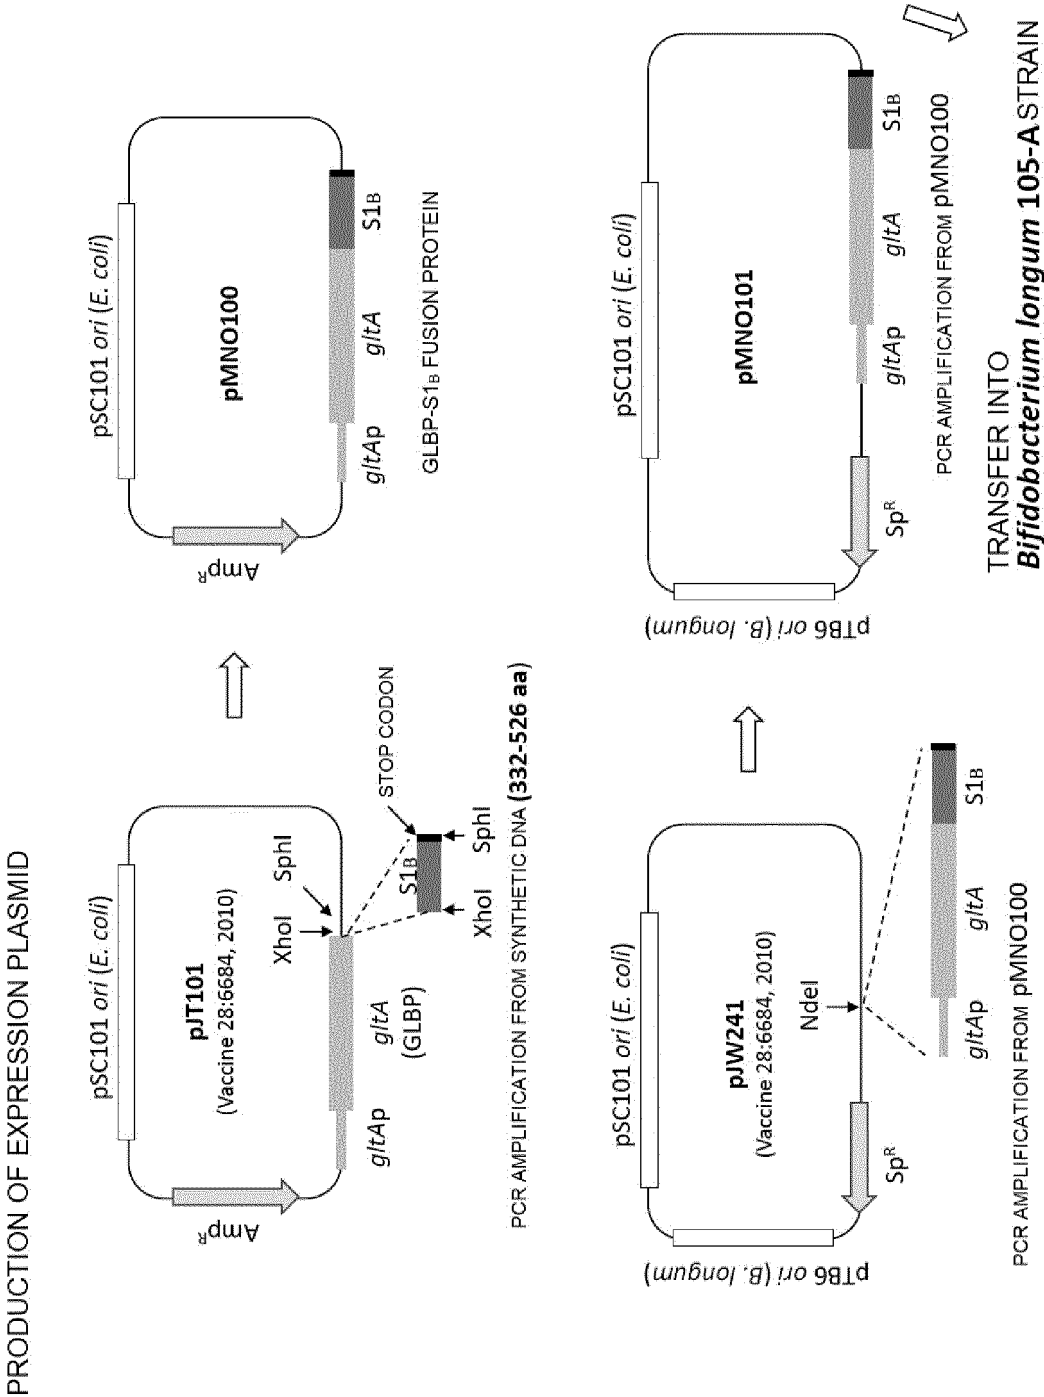 PRODUCTION OF EXPRESSION PLASMID
pSC101 ori (E. coli)
pJT101
(Vaccine 28:6684, 2010)
XhoI
SphI
AmpR
gltAp
gltA
(GLBP)
S1B
STOP CODON
XhoI
SphI
PCR AMPLIFICATION FROM SYNTHETIC DNA (332-526 aa)
pSC101 ori (E. coli)
pMNO100
AmpR
gltAp
gltA
S1B
GLBP-S1B FUSION PROTEIN
pSC101 ori (E. coli)
pJW241
(Vaccine 28:6684, 2010)
NdeI
pTB6 ori (B. longum)
SpR
gltAp
gltA
S1B
PCR AMPLIFICATION FROM pMNO100
pSC101 ori (E. coli)
pMNO101
pTB6 ori (B. longum)
SpR
gltAp
gltA
S1B
PCR AMPLIFICATION FROM pMNO100
TRANSFER INTO
Bifidobacterium longum 105-A STRAIN